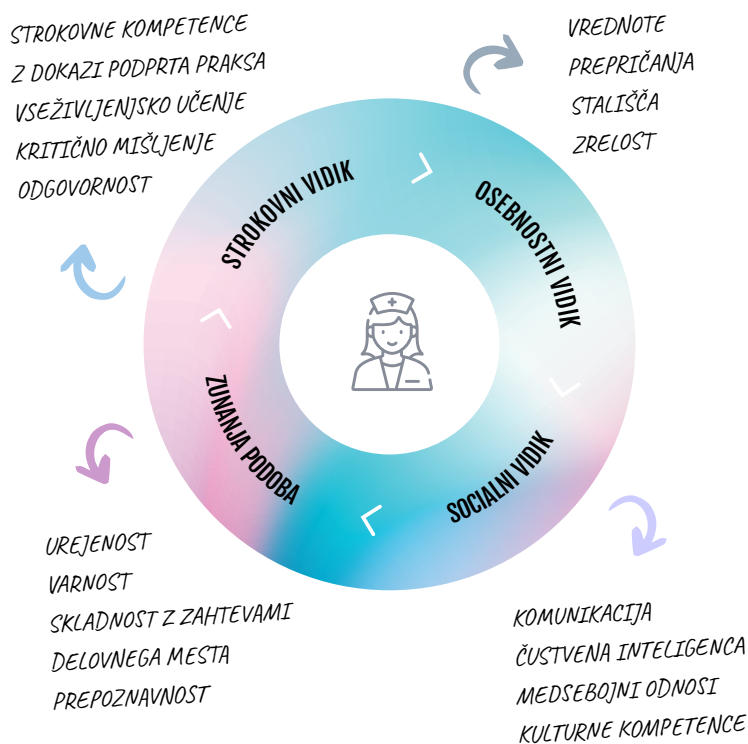 STROKOVNE KOMPETENCE
Z DOKAZI PODPRTA PRAKSA
VSEŽIVLJENJSKO UČENJE
KRITIČNO MIŠLJENJE
ODGOVORNOST
VREDNOTE
PREPRIČANJA
STALIŠČA
ZRELOST
STROKOVNI VIDIK
OSEBNOSTNI VIDIK
ZUNANJA PODOBA
SOCIALNI VIDIK
UREJENOST
VARNOST
SKLADNOST Z ZAHTEVAMI
DELOVNEGA MESTA
PREPOZNAVNOST
KOMUNIKACIJA
ČUSTVENA INTELIGENCA
MEDSEBOJNI ODNOSI
KULTURNE KOMPETENCE